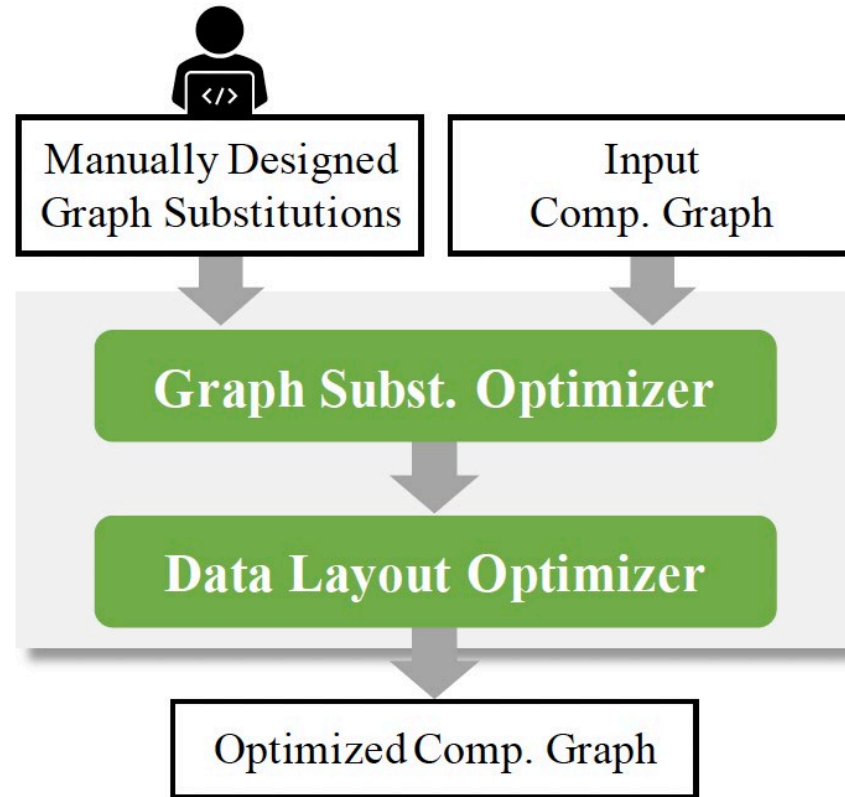 </>
Manually Designed
Graph Substitutions
Input
Comp. Graph
Graph Subst. Optimizer
Data Layout Optimizer
Optimized Comp. Graph